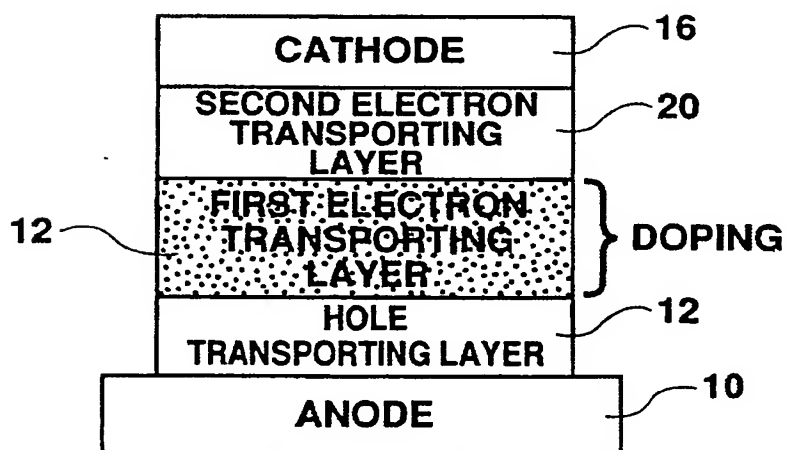 CATHODE
16
SECOND ELECTRON
TRANSPORTING
LAYER
20
12
FIRST ELECTRON
TRANSPORTING
LAYER
DOPING
HOLE
TRANSPORTING LAYER
12
ANODE
10